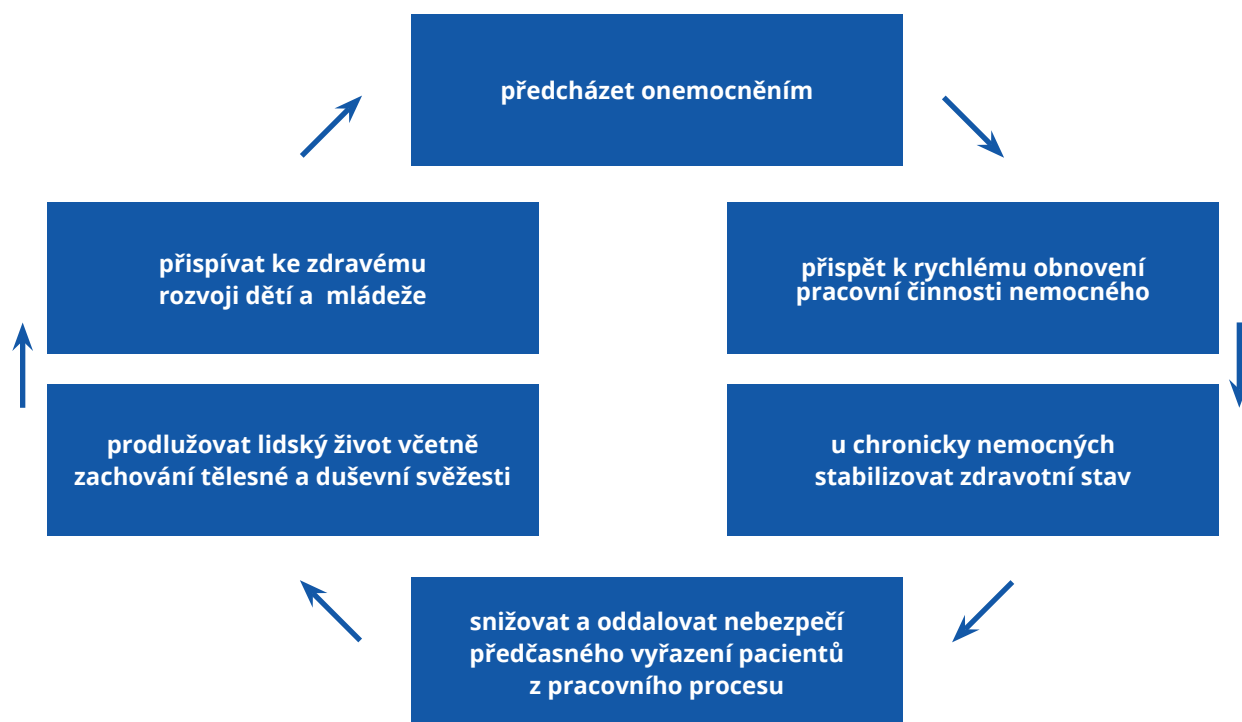 předcházet onemocněním
přispívat ke zdravému
rozvoji dětí a  mládeže
přispět k rychlému obnovení
pracovní činnosti nemocného
prodlužovat lidský život včetně
zachování tělesné a duševní svěžesti
u chronicky nemocných
stabilizovat zdravotní stav
snižovat a oddalovat nebezpečí
předčasného vyřazení pacientů
z pracovního procesu